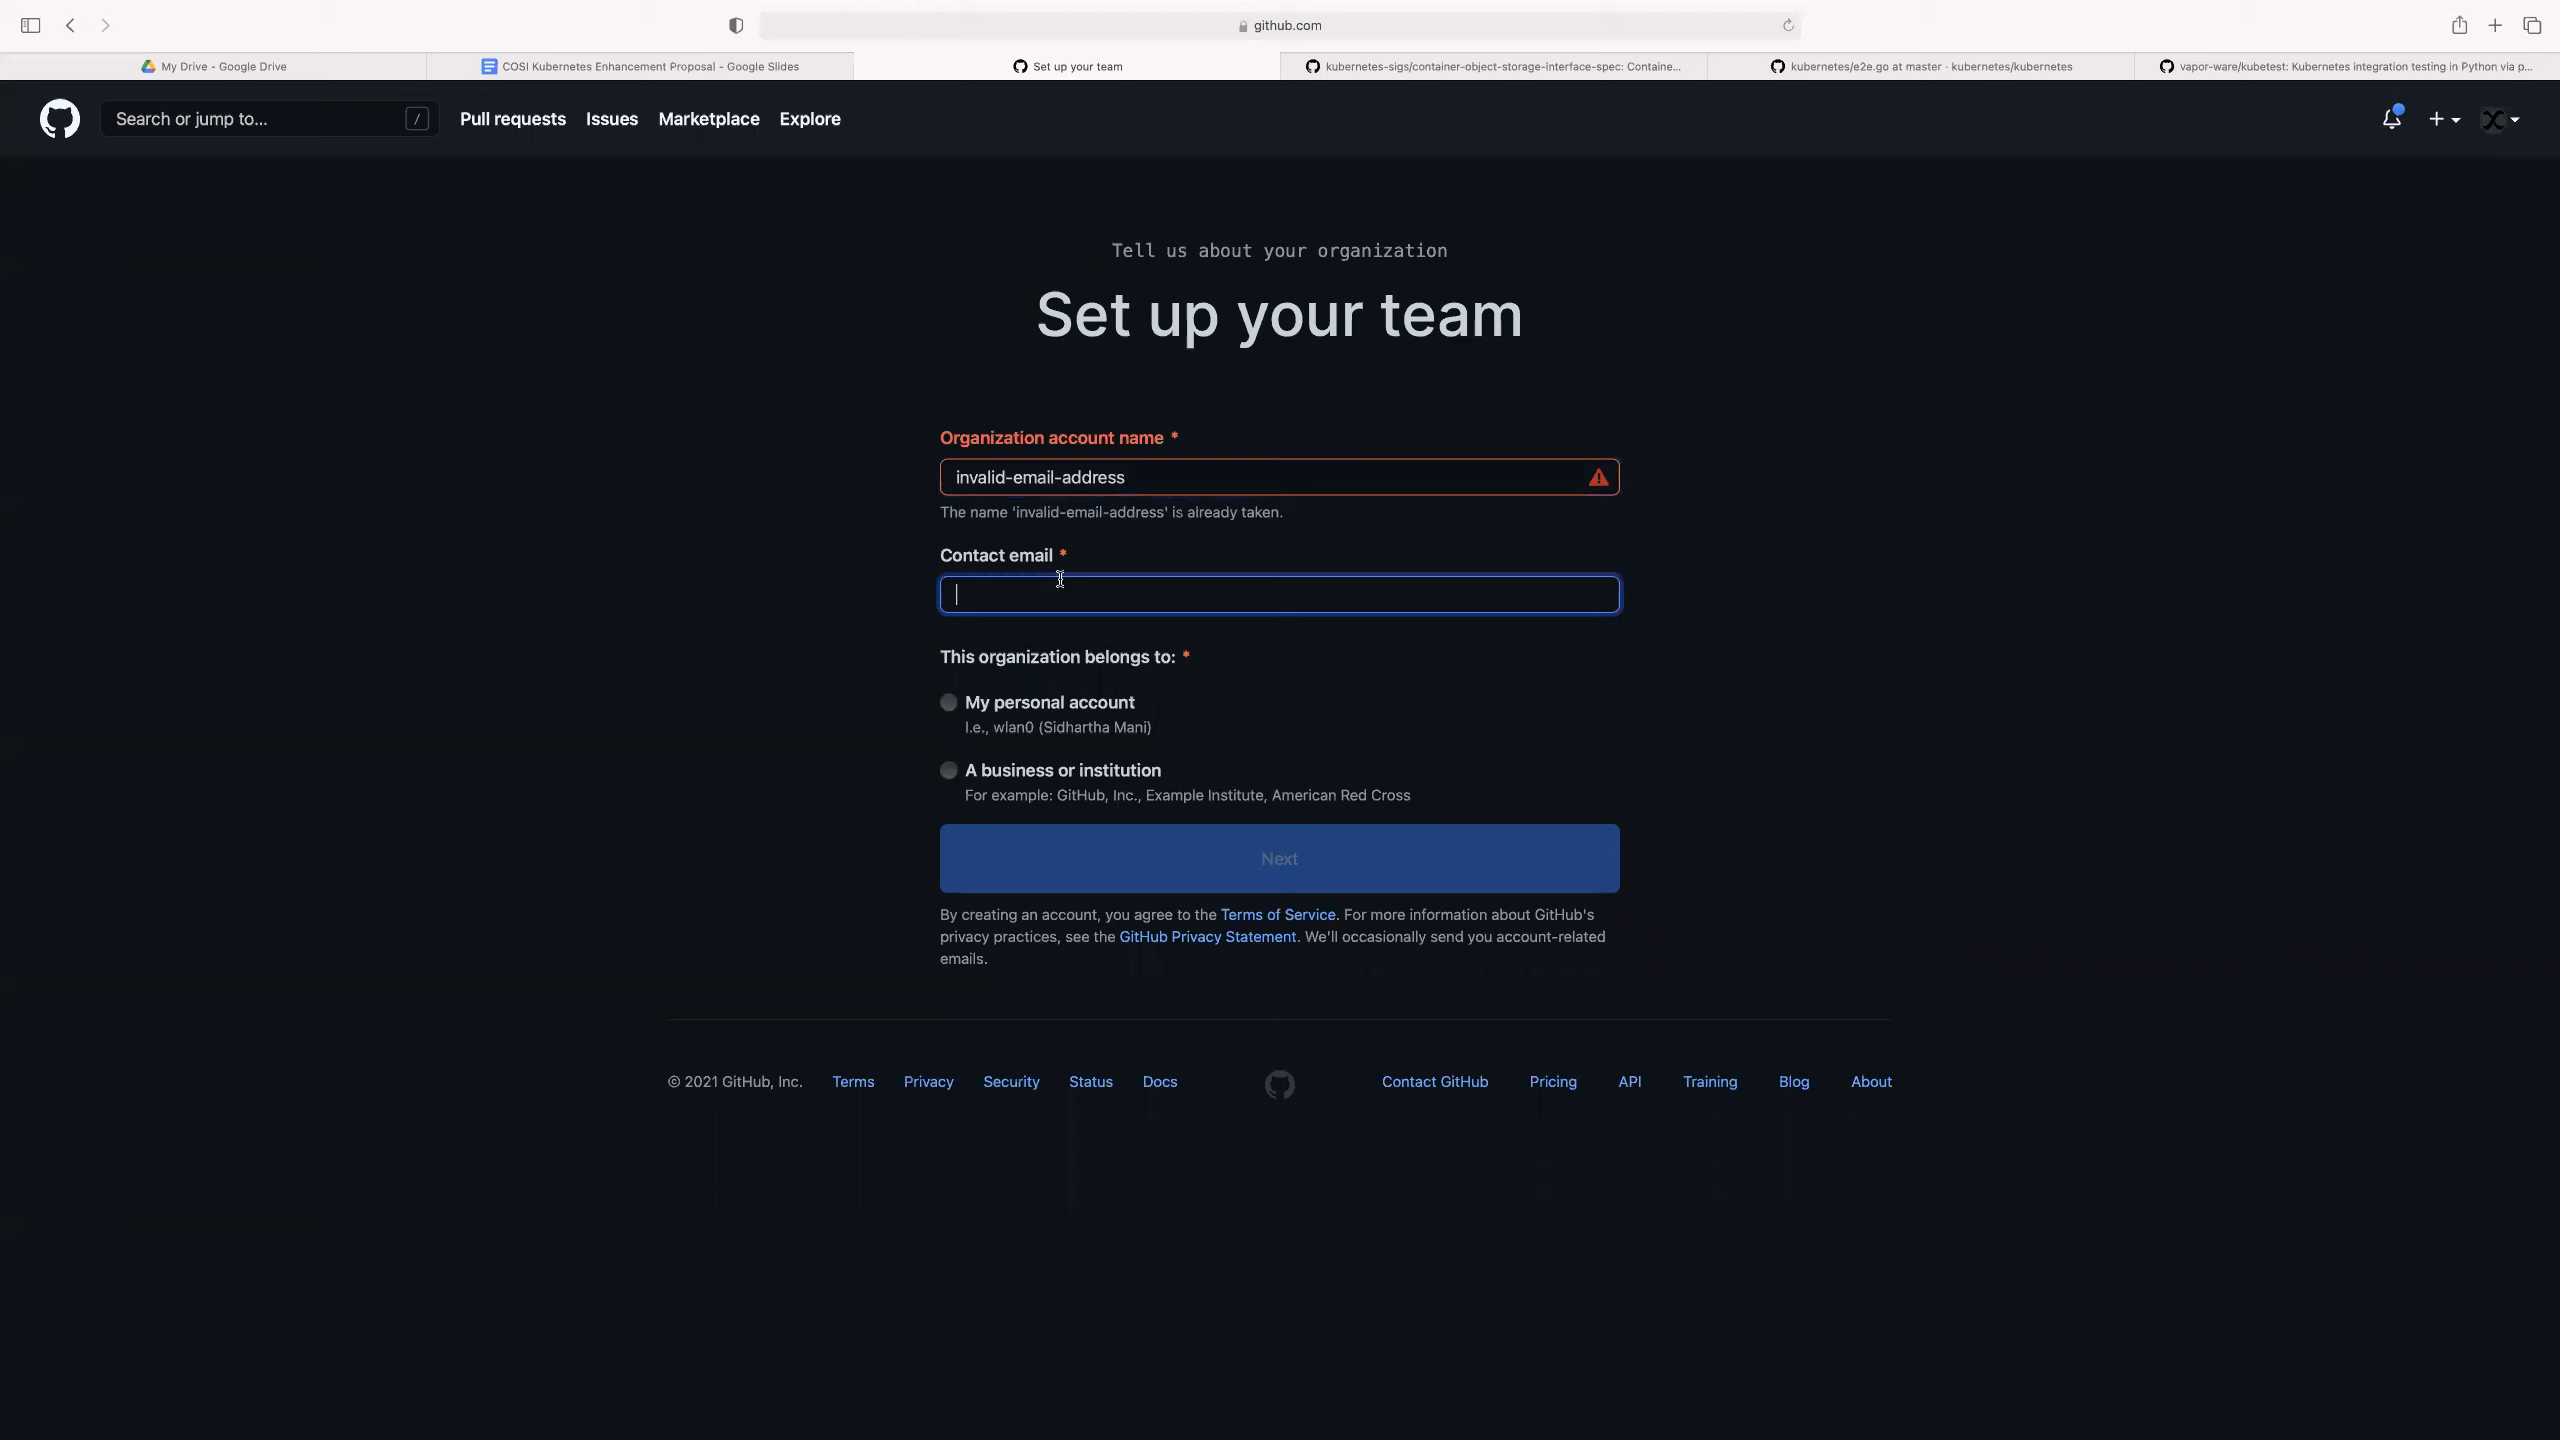 github.com
My Drive - Google Drive
COSI Kubernetes Enhancement Proposal - Google Slides
Set up your team
kubernetes-sigs/container-object-storage-interface-spec: Containe...
kubernetes/e2e.go at master · kubernetes/kubernetes
vapor-ware/kubetest: Kubernetes integration testing in Python via p...
Search or jump to...
/
Pull requests
Issues
Marketplace
Explore
Tell us about your organization
Set up your team
Organization account name *
invalid-email-address
The name 'invalid-email-address' is already taken.
Contact email *
This organization belongs to: *
My personal account
I.e., wlan0 (Sidhartha Mani)
A business or institution
For example: GitHub, Inc., Example Institute, American Red Cross
Next
By creating an account, you agree to the Terms of Service. For more information about GitHub's
privacy practices, see the GitHub Privacy Statement. We'll occasionally send you account-related
emails.
© 2021 GitHub, Inc.
Terms
Privacy
Security
Status
Docs
Contact GitHub
Pricing
API
Training
Blog
About